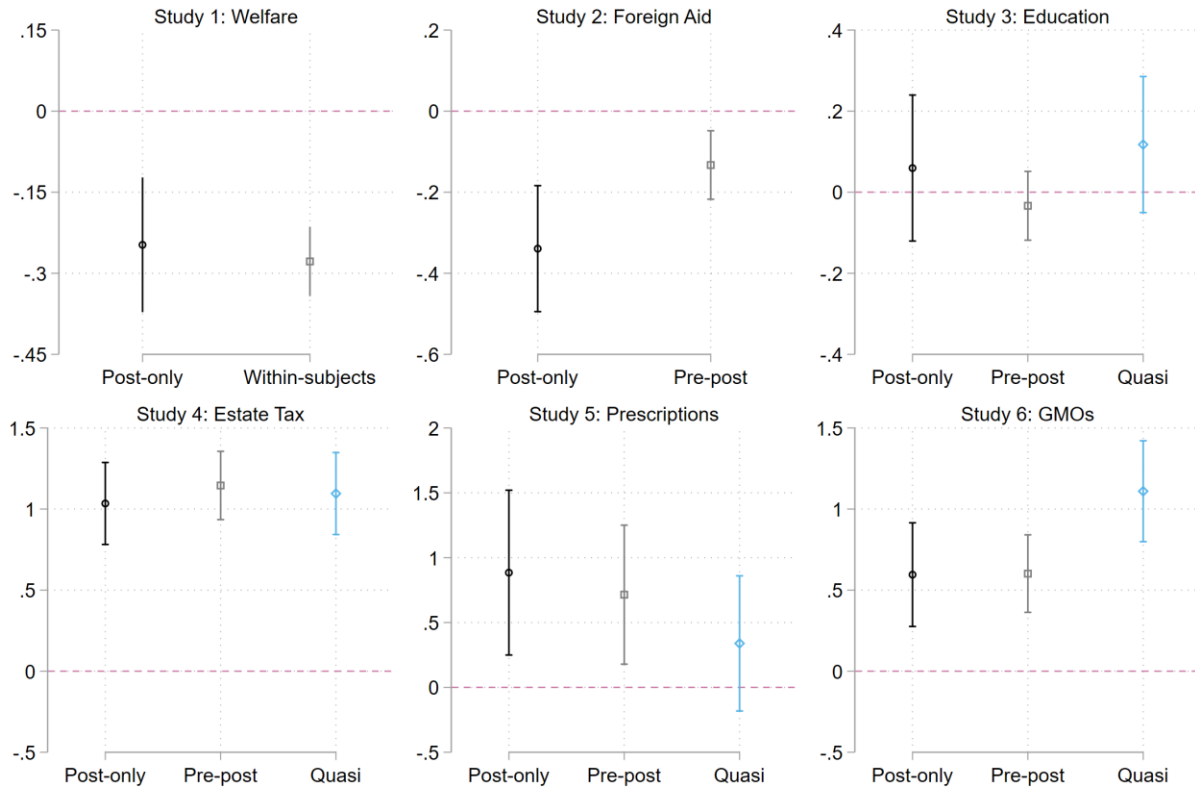 Study 1: Welfare
.15
0
-.15
-.3
-.45
Post-only Within-subjects
Study 2: Foreign Aid
.2
0
-.2
-.4
-.6
Post-only Pre-post
Study 3: Education
.4
.2
0
-.2
-.4
Post-only Pre-post Quasi
Study 4: Estate Tax
1.5
1
.5
0
-.5
Post-only Pre-post Quasi
Study 5: Prescriptions
2
1.5
1
.5
0
-.5
Post-only Pre-post Quasi
Study 6: GMOs
1.5
1
.5
0
-.5
Post-only Pre-post Quasi